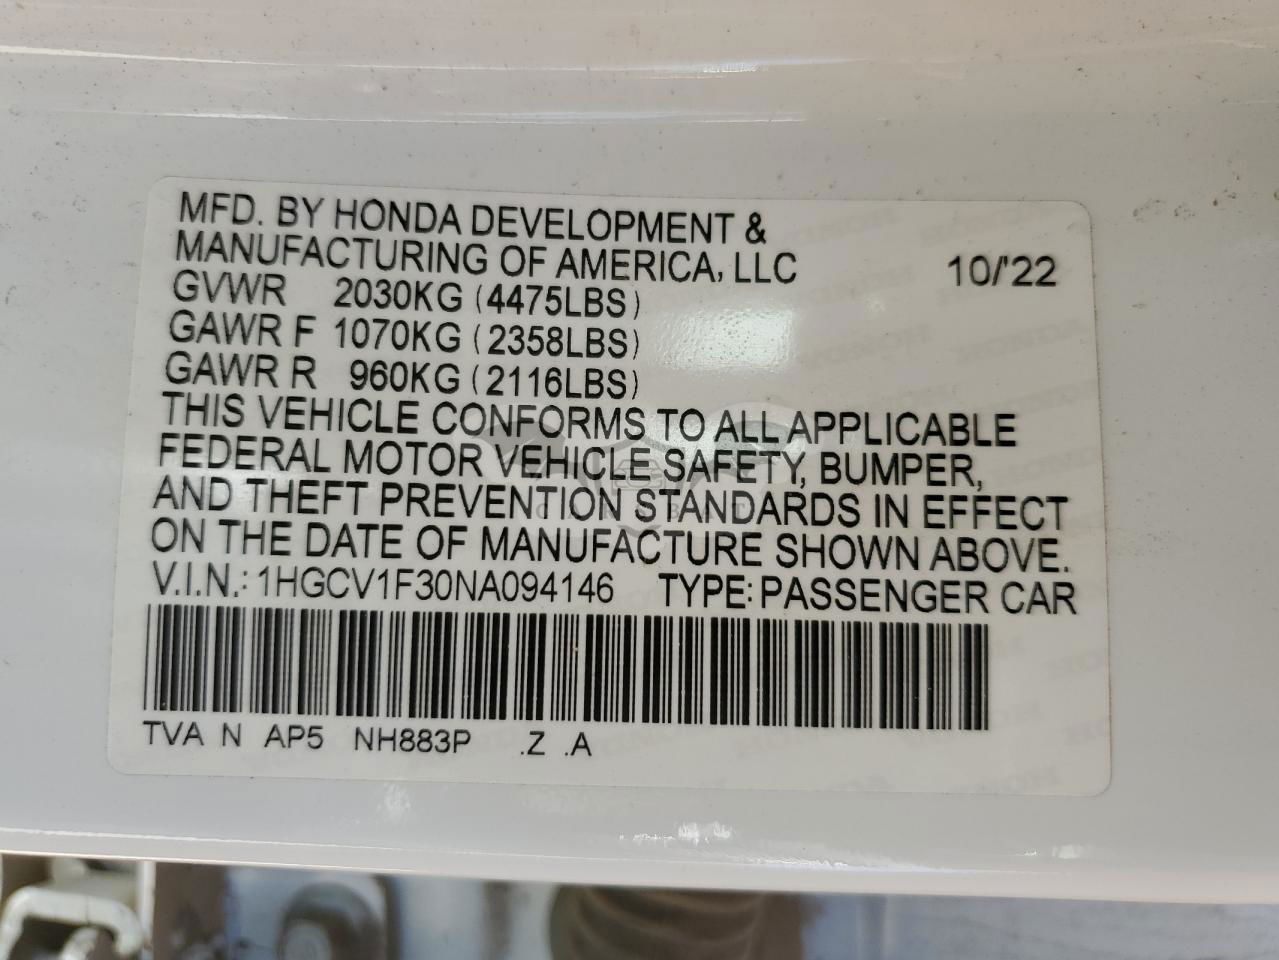 MFD. BY HONDA DEVELOPMENT &
MANUFACTURING OF AMERICA, LLC 10/'22
GVWR 2030KG (4475LBS)
GAWR F 1070KG (2358LBS)
GAWR R 960KG (2116LBS)
THIS VEHICLE CONFORMS TO ALL APPLICABLE
FEDERAL MOTOR VEHICLE SAFETY, BUMPER,
AND THEFT PREVENTION STANDARDS IN EFFECT
ON THE DATE OF MANUFACTURE SHOWN ABOVE.
V.I.N.: 1HGCV1F30NA094146 TYPE: PASSENGER CAR
TVA N AP5 NH883P .Z .A